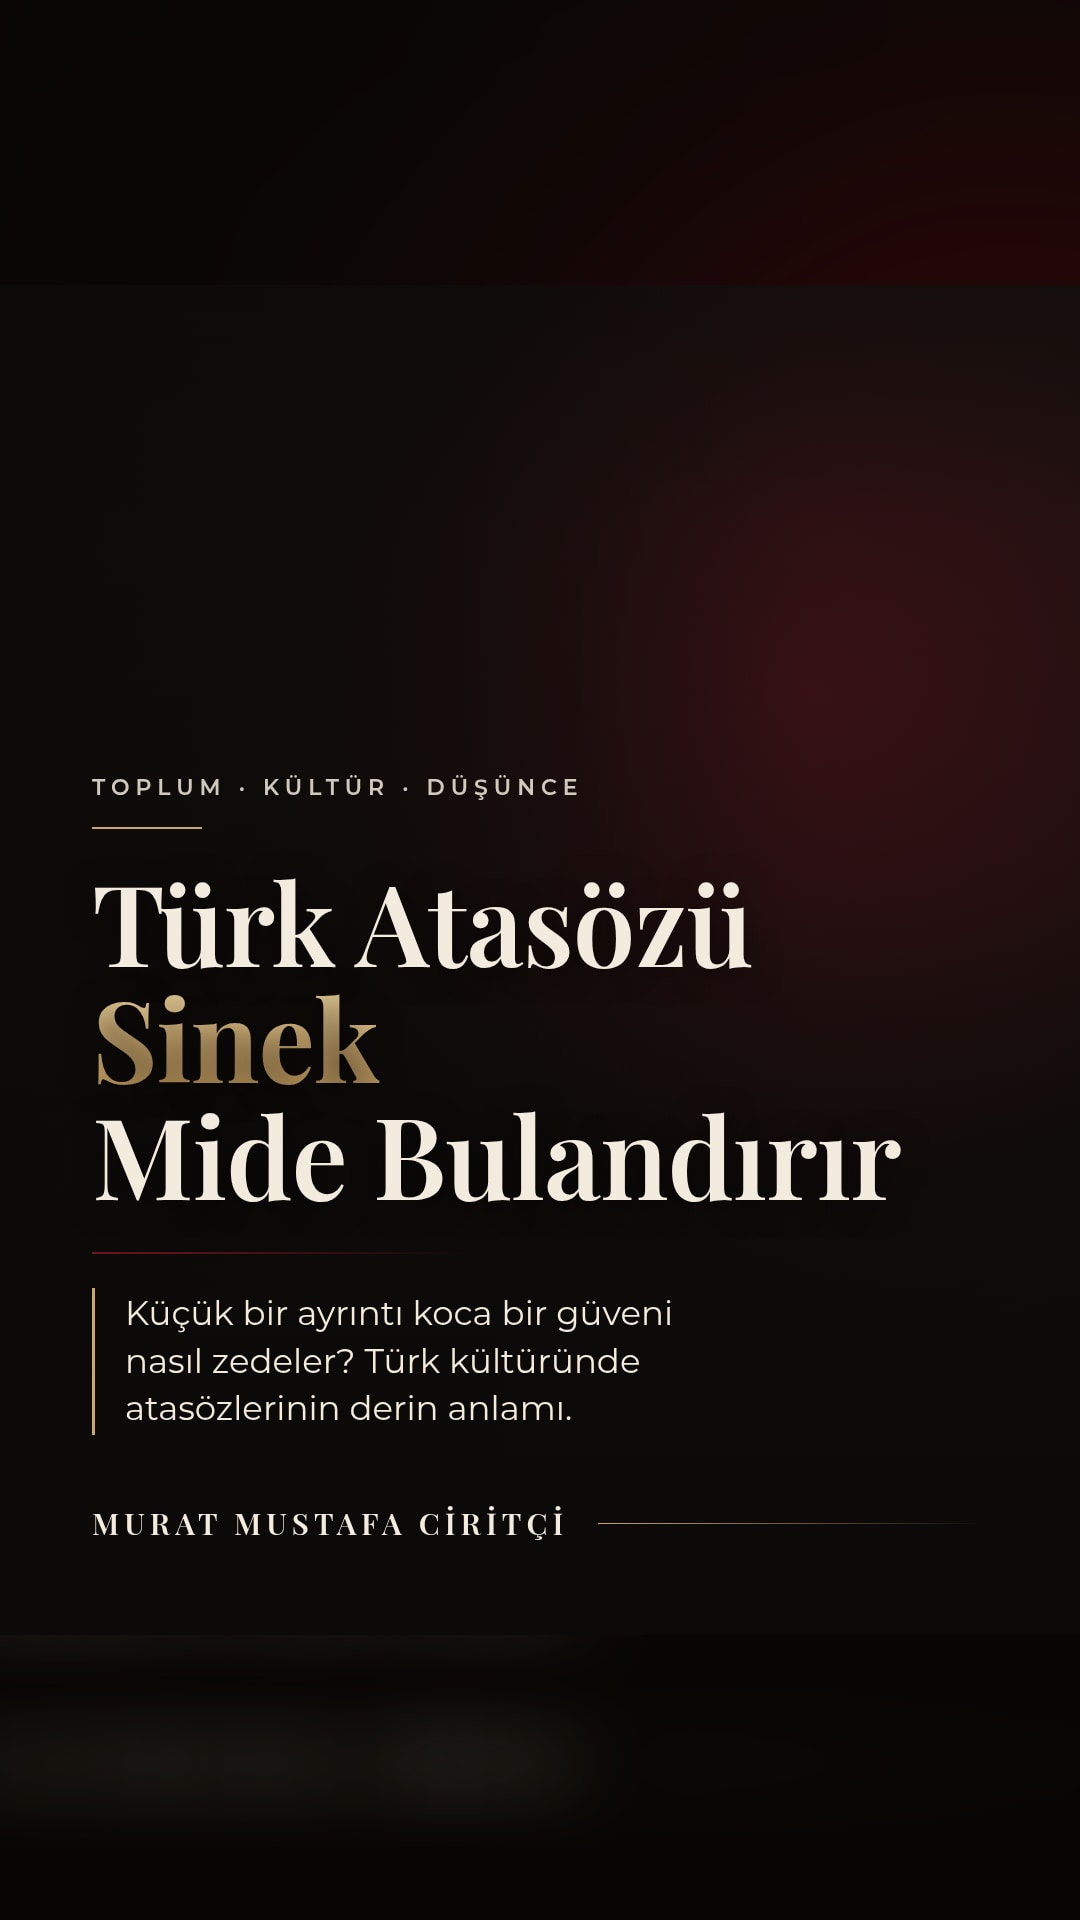 TOPLUM · KÜLTÜR · DÜŞÜNCE
Türk Atasözü
Sinek
Mide Bulandırır
Küçük bir ayrıntı koca bir güveni
nasıl zedeler? Türk kültüründe
atasözlerinin derin anlamı.
MURAT MUSTAFA CİRİTÇİ